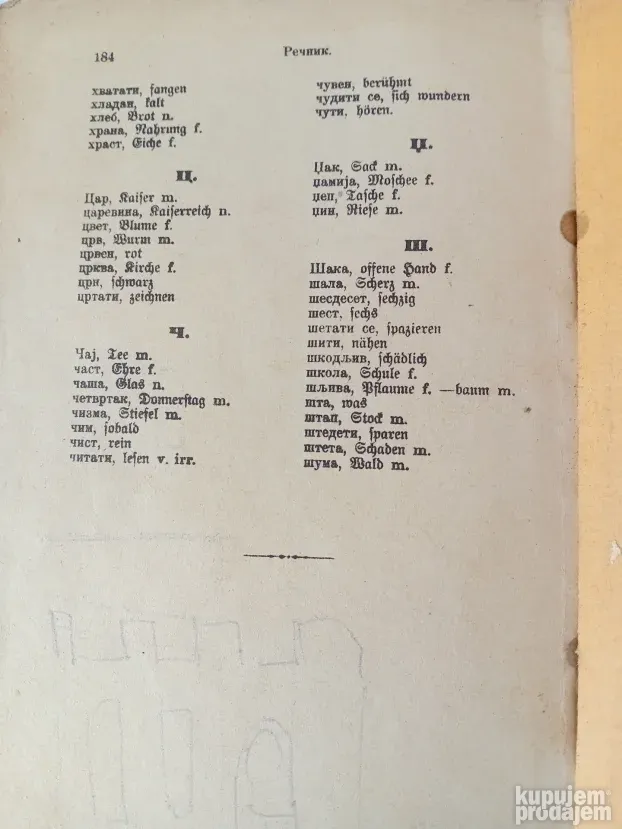 184
Речник.
хватати, fangen
хладан, kalt
хлеб, Brot n.
храна, Nahrung f.
храст, Eiche f.
Ц.
Цар, Kaiser m.
царевина, Kaiserreich n.
цвет, Blume f.
црв, Wurm m.
црвен, rot
црква, Kirche f.
црн, schwarz
цртати, zeichnen
Ч.
Чај, Tee m.
част, Ehre f.
чаша, Glas n.
четвртак, Donnerstag m.
чизма, Stiefel m.
чим, sobald
чист, rein
читати, lesen v. irr.
чувен, berühmt
чудити се, sich wundern
чути, hören.
Џ.
Џак, Sack m.
џамија, Moschee f.
џеп, Tasche f.
џин, Riese m.
Ш.
Шака, offene Hand f.
шала, Scherz m.
шесдесет, sechzig
шест, sechs
шетати се, spazieren
шити, nähen
шкодљив, schädlich
школа, Schule f.
шљива, Pflaume f. —baum m.
шта, was
штап, Stock m.
штедети, sparen
штета, Schaden m.
шума, Wald m.
kupujem
prodajem